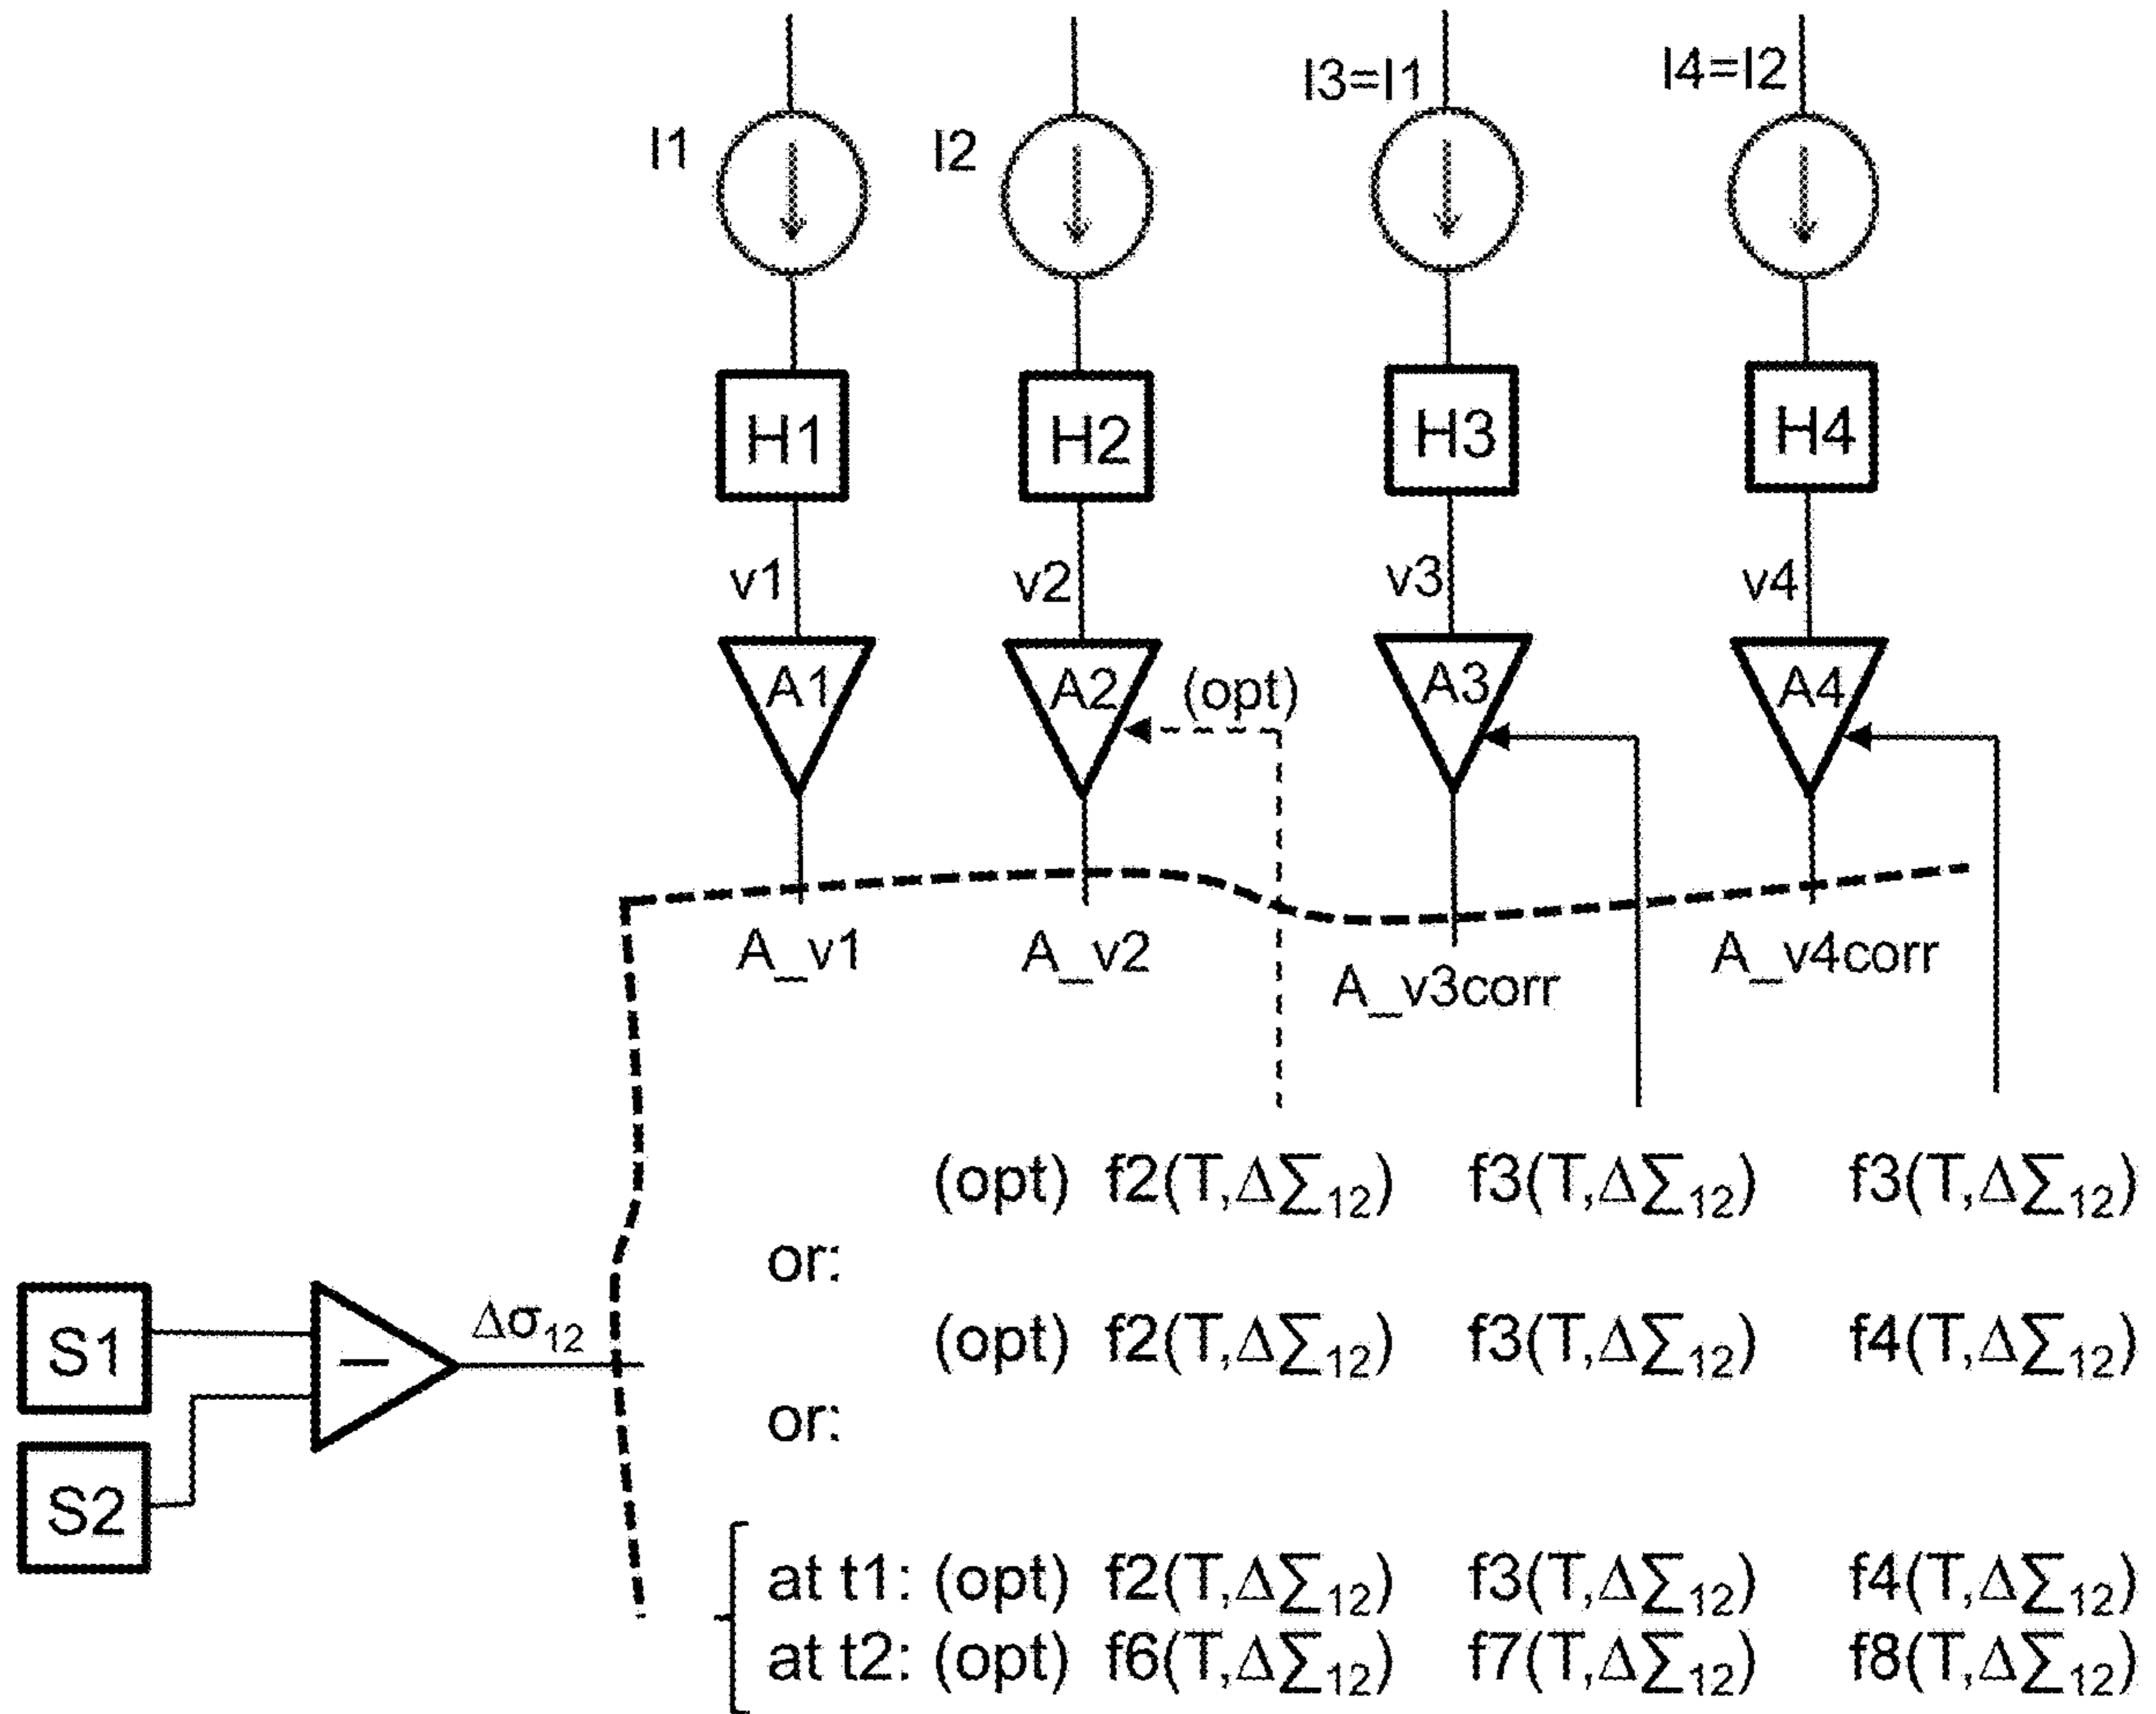 I1 I2 I3=I1 I4=I2
H1 H2 H3 H4
v1 v2 v3 v4
A1 A2 (opt) A3 A4
A_v1 A_v2 A_v3corr A_v4corr
(opt) f2(T,Δ∑₁₂) f3(T,Δ∑₁₂) f3(T,Δ∑₁₂)
or:
S1 − Δσ₁₂ (opt) f2(T,Δ∑₁₂) f3(T,Δ∑₁₂) f4(T,Δ∑₁₂)
or:
S2
at t1: (opt) f2(T,Δ∑₁₂) f3(T,Δ∑₁₂) f4(T,Δ∑₁₂)
at t2: (opt) f6(T,Δ∑₁₂) f7(T,Δ∑₁₂) f8(T,Δ∑₁₂)